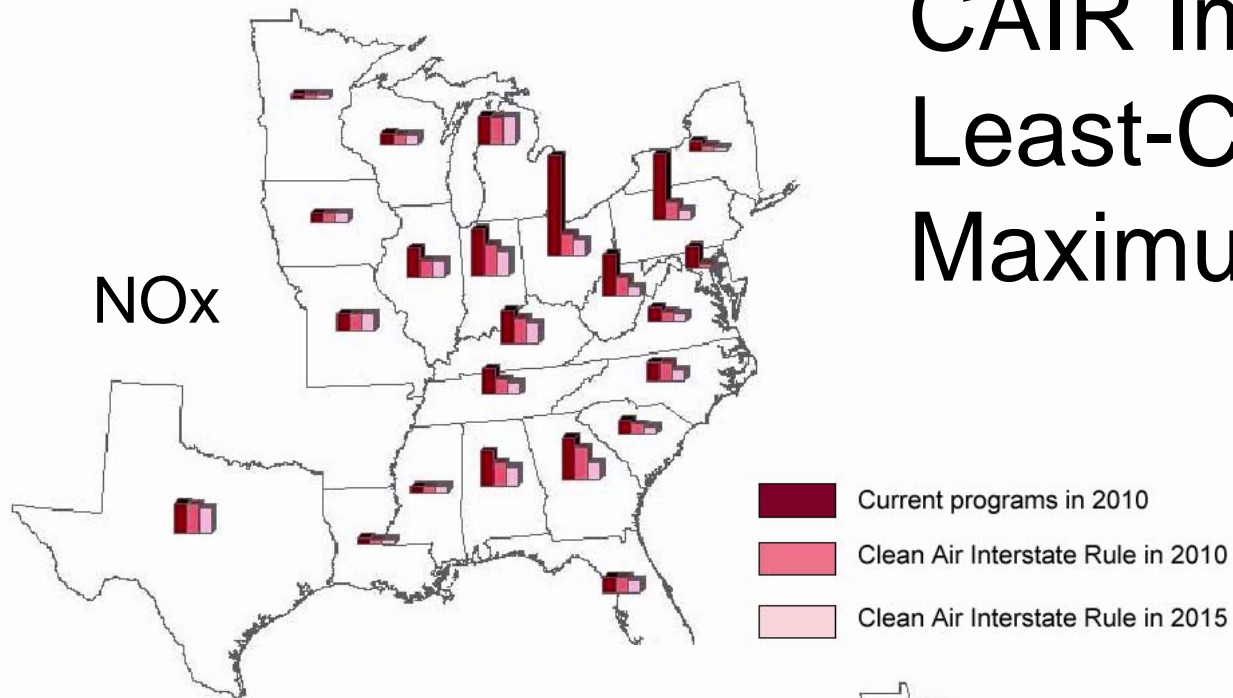 CAIR
Least-C
Maximu
NOx
Current programs in 2010
Clean Air Interstate Rule in 2010
Clean Air Interstate Rule in 2015